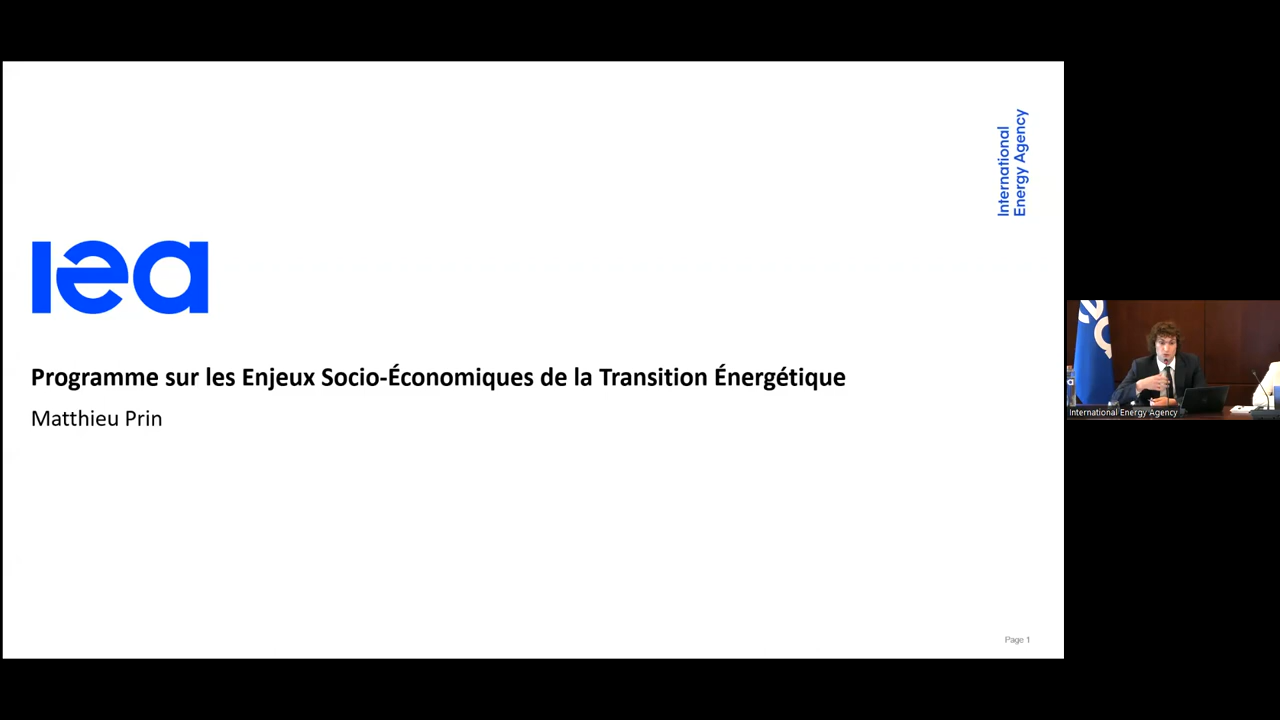 International
Energy Agency
iea
Programme sur les Enjeux Socio-Économiques de la Transition Énergétique
Matthieu Prin
Page 1
International Energy Agency